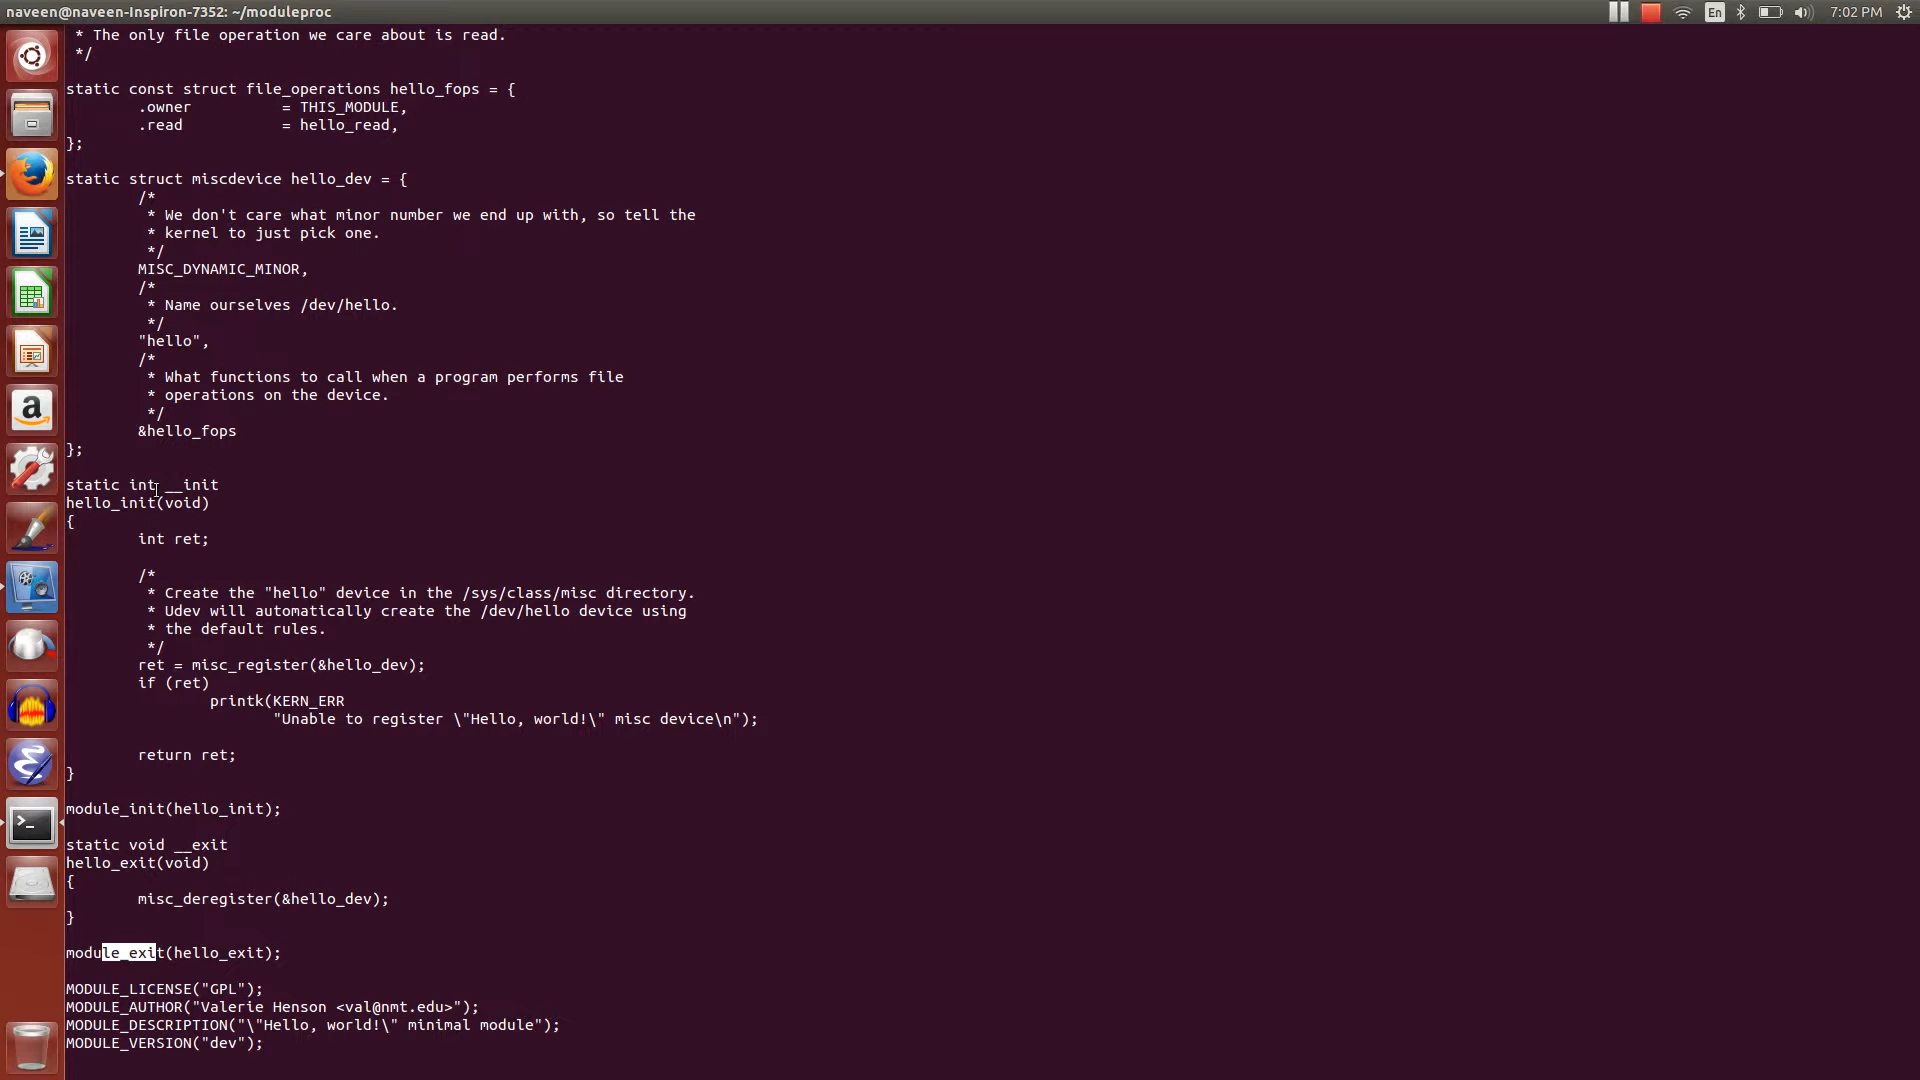 naveen@naveen-Inspiron-7352: ~/moduleproc
En
7:02 PM
 * The only file operation we care about is read.
 */
static const struct file_operations hello_fops = {
        .owner          = THIS_MODULE,
        .read           = hello_read,
};
static struct miscdevice hello_dev = {
        /*
         * We don't care what minor number we end up with, so tell the
         * kernel to just pick one.
         */
        MISC_DYNAMIC_MINOR,
        /*
         * Name ourselves /dev/hello.
         */
        "hello",
        /*
         * What functions to call when a program performs file
         * operations on the device.
         */
        &hello_fops
};
static int __init
hello_init(void)
{
        int ret;
        /*
         * Create the "hello" device in the /sys/class/misc directory.
         * Udev will automatically create the /dev/hello device using
         * the default rules.
         */
        ret = misc_register(&hello_dev);
        if (ret)
                printk(KERN_ERR
                       "Unable to register \"Hello, world!\" misc device\n");
        return ret;
}
module_init(hello_init);
static void __exit
hello_exit(void)
{
        misc_deregister(&hello_dev);
}
module_exit(hello_exit);
MODULE_LICENSE("GPL");
MODULE_AUTHOR("Valerie Henson <val@nmt.edu>");
MODULE_DESCRIPTION("\"Hello, world!\" minimal module");
MODULE_VERSION("dev");